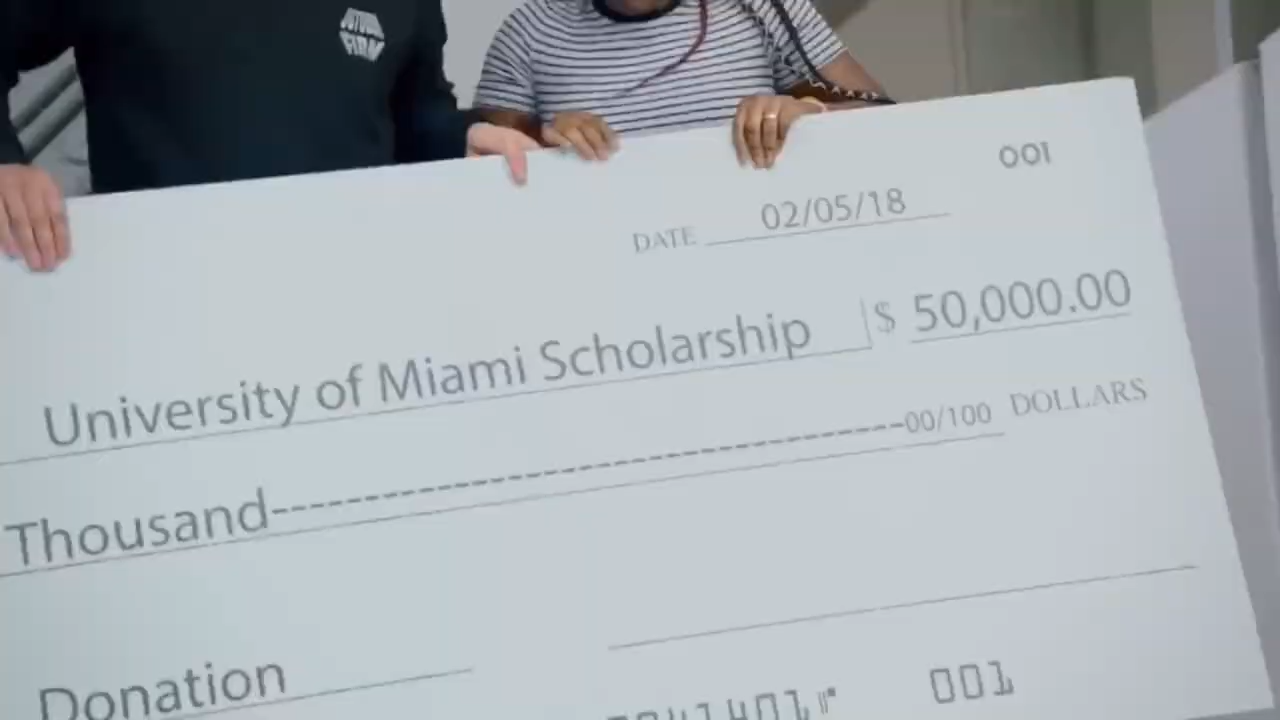 001
DATE 02/05/18
University of Miami Scholarship $ 50,000.00
Thousand------------------------------------------------00/100 DOLLARS
Donation
001